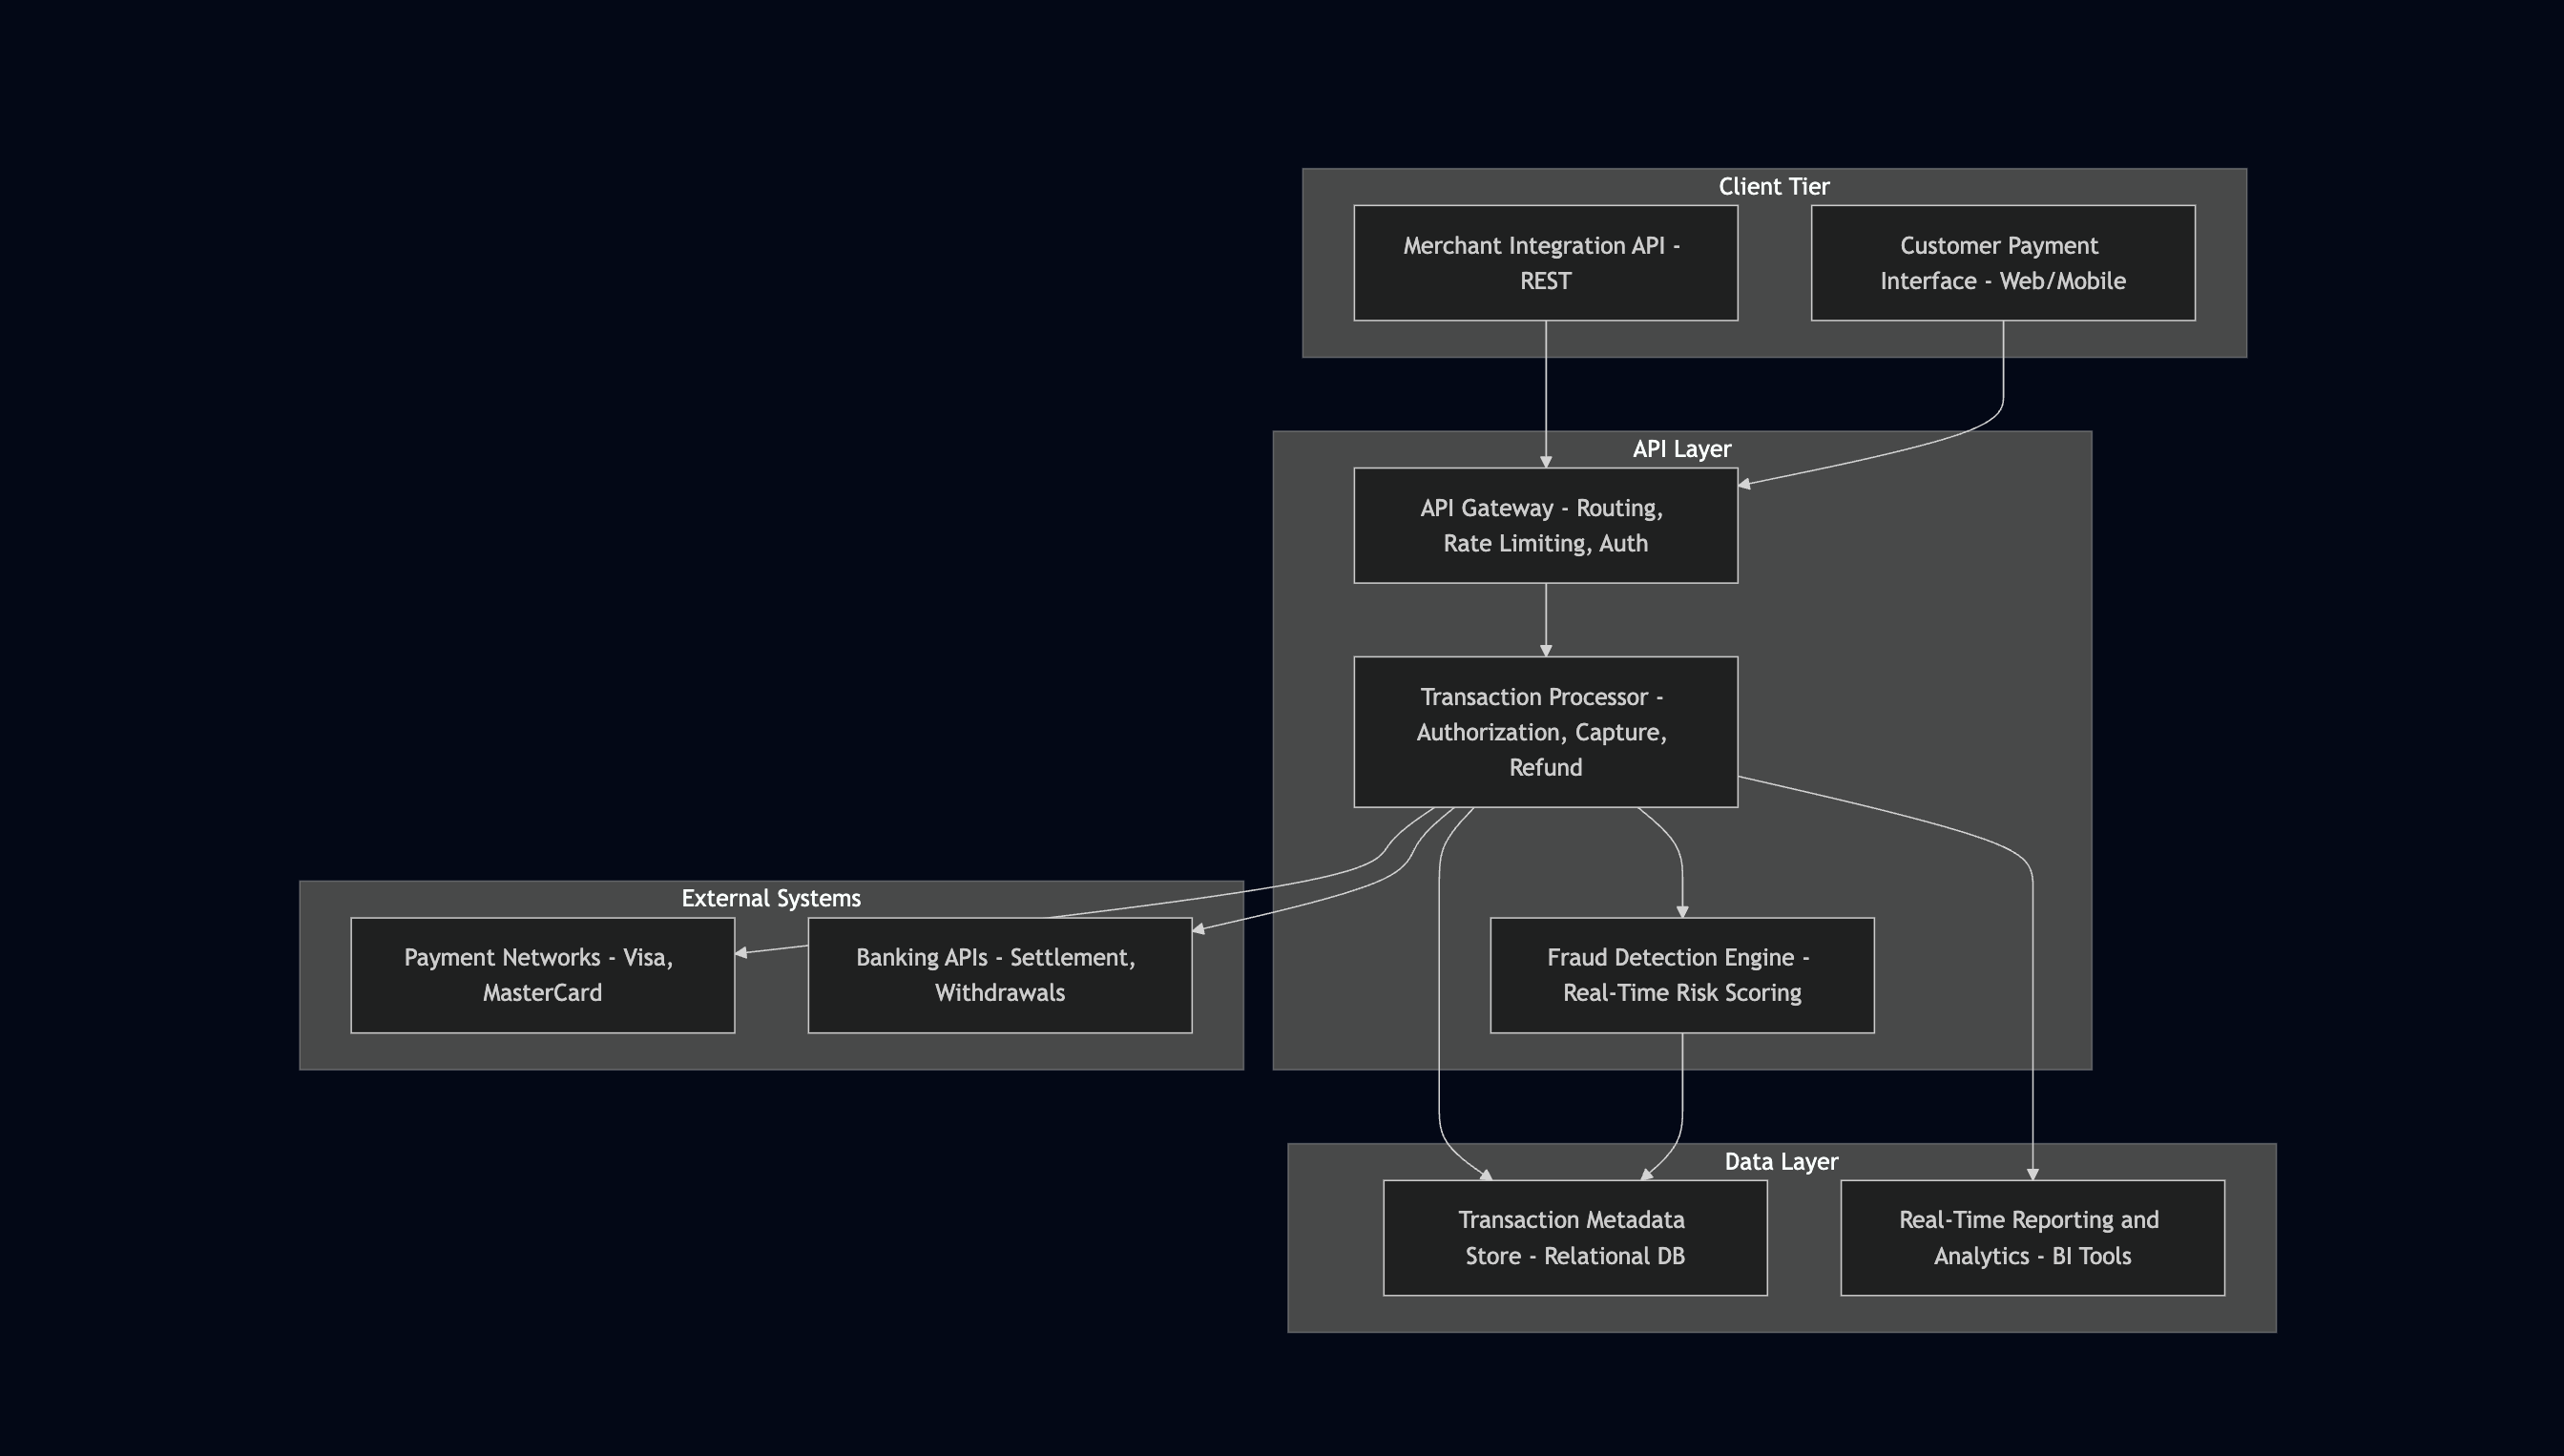 Client Tier
Merchant Integration API -
REST
Customer Payment
Interface - Web/Mobile
API Layer
API Gateway - Routing,
Rate Limiting, Auth
Transaction Processor -
Authorization, Capture,
Refund
External Systems
Payment Networks - Visa,
MasterCard
Banking APIs - Settlement,
Withdrawals
Fraud Detection Engine -
Real-Time Risk Scoring
Data Layer
Transaction Metadata
Store - Relational DB
Real-Time Reporting and
Analytics - BI Tools